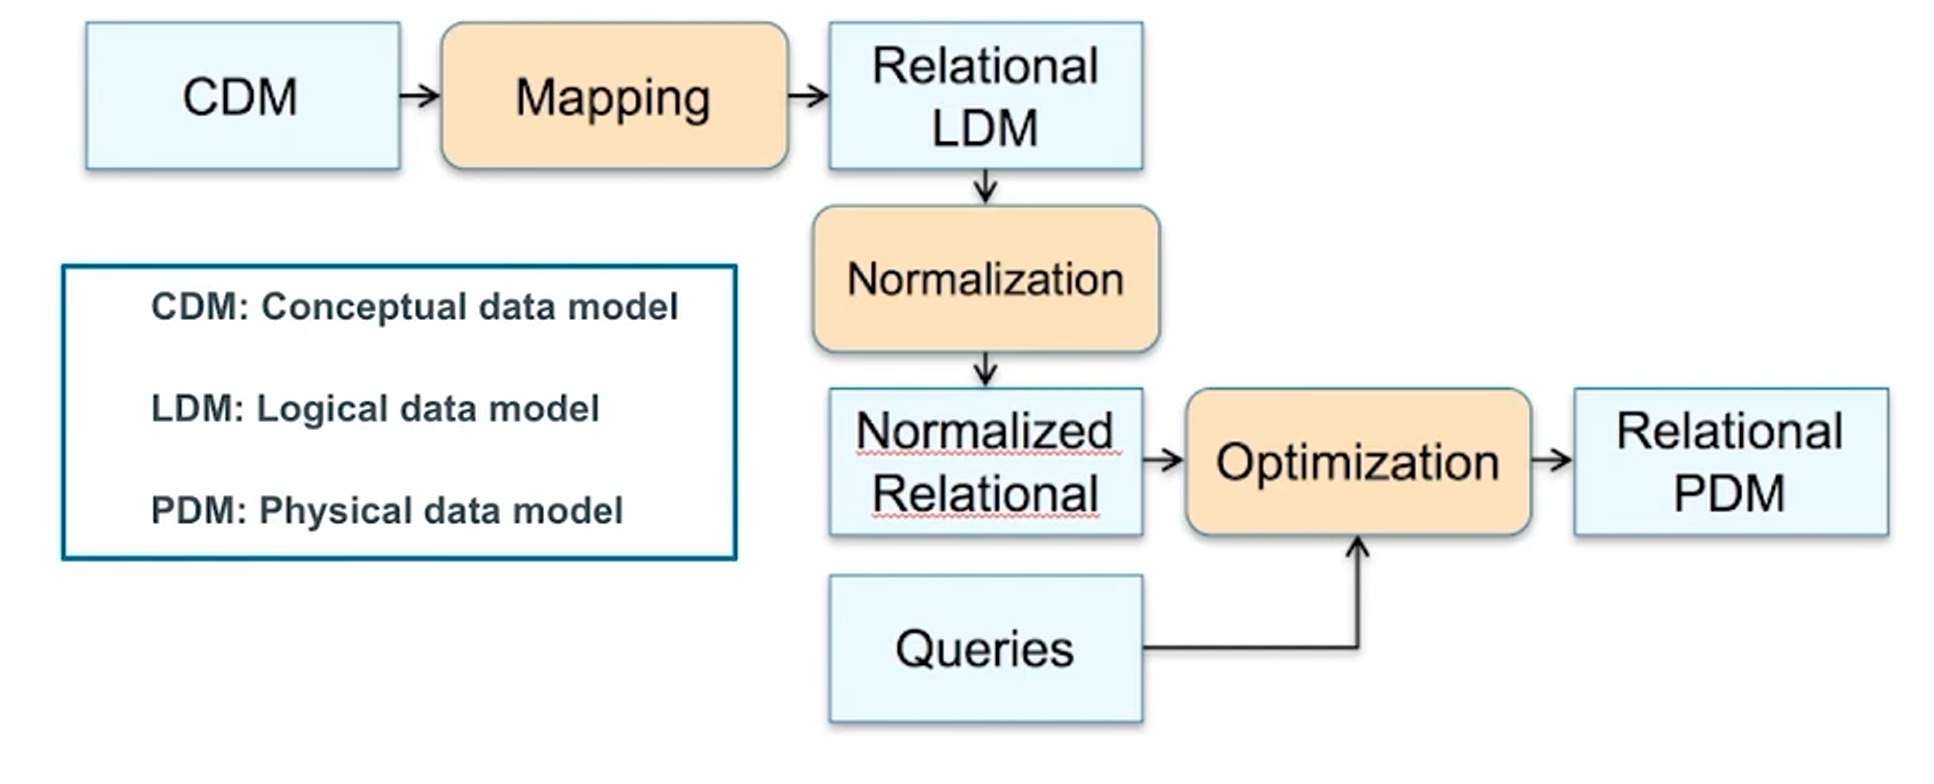 CDM
Mapping
Relational
LDM
Normalization
CDM: Conceptual data model
LDM: Logical data model
PDM: Physical data model
Normalized
Relational
Optimization
Relational
PDM
Queries